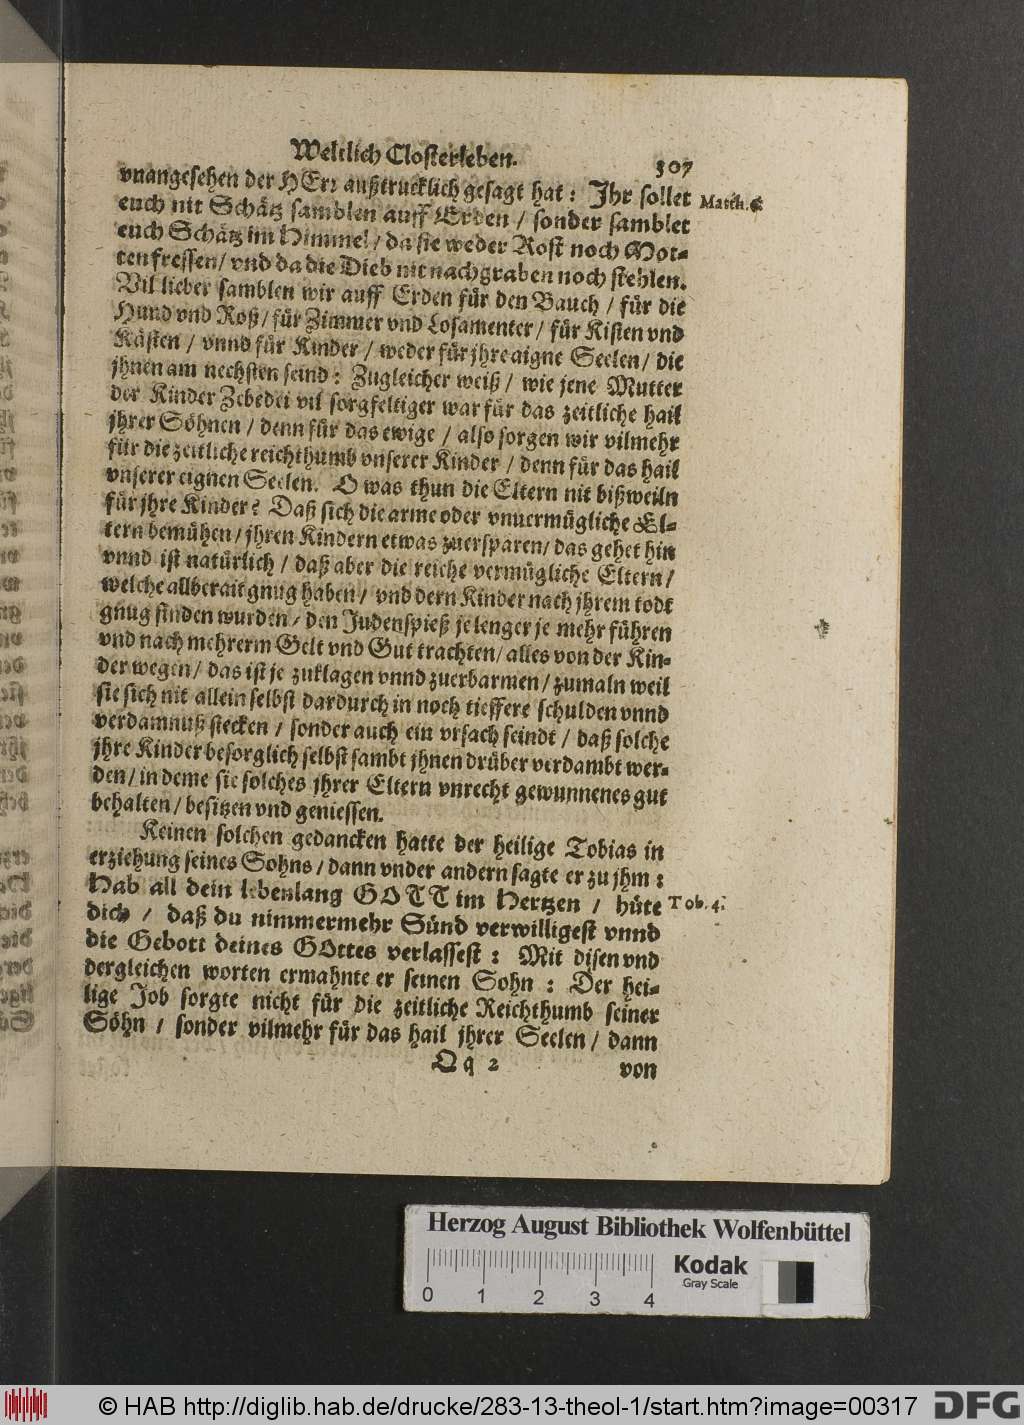 Weltlich Closterleben.
307
vnangesehen der HErr außtrucklich gesagt hat: Ihr sollet
Matth. 6
euch nit Schätz samblen auff Erden / sonder samblet
euch Schätz im Himmel / da sie weder Rost noch Mot-
ten fressen / vnd da die Dieb nit nachgraben noch stehlen.
Vil lieber samblen wir auff Erden für den Bauch / für die
Hund vnd Roß / für Zimmer vnd Losamenter / für Kisten vnd
Kästen / vnnd für Kinder / weder für jhre aigne Seelen / die
jhnen am nechsten seind: Zugleicher weiß / wie jene Mutter
der Kinder Zebedei vil sorgfeltiger war für das zeitliche hail
jhrer Söhnen / denn für das ewige / also sorgen wir vilmehr
für die zeitliche reichthumb vnserer Kinder / denn für das hail
vnserer eignen Seelen. O was thun die Eltern nit bißweiln
für jhre Kinder? Daß sich die arme oder vnuermügliche El-
tern bemühen / jhren Kindern etwas zuersparen / das gehet hin
vnnd ist natürlich / daß aber die reiche vermügliche Eltern /
welche allberait gnug haben / vnd dern Kinder nach jhrem todt
gnug finden wurden / den Judenspieß je lenger je mehr führen
vnd nach mehrerm Gelt vnd Gut trachten / alles von der Kin-
der wegen / das ist je zuklagen vnnd zuerbarmen / zumaln weil
sie sich nit allein selbst dardurch in noch tieffere schulden vnnd
verdamnuß stecken / sonder auch ein vrsach seindt / daß solche
jhre Kinder besorglich selbst sambt jhnen drüber verdambt wer-
den / in deme sie solches jhrer Eltern vnrecht gewunnenes gut
behalten / besitzen vnd geniessen.
Keinen solchen gedancken hatte der heilige Tobias in
erziehung seines Sohns / dann vnder andern sagte er zu jhm:
Hab all dein lebenlang GOTT im Hertzen / hüte
Tob. 4.
dich / daß du nimmermehr Sünd verwilligest vnnd
die Gebott deines GOttes verlassest: Mit disen vnd
dergleichen worten ermahnte er seinen Sohn: Der hei-
lige Job sorgte nicht für die zeitliche Reichthumb seiner
Söhn / sonder vilmehr für das hail jhrer Seelen / dann
Qq 2
von
Herzog August Bibliothek Wolfenbüttel
Kodak
Gray Scale
0 1 2 3 4
© HAB http://diglib.hab.de/drucke/283-13-theol-1/start.htm?image=00317
DFG